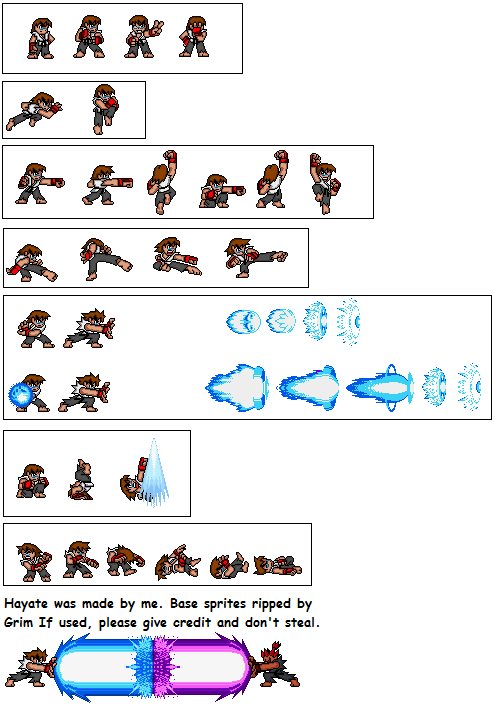 Hayate was made by me. Base sprites ripped by
Grim If used, please give credit and don't steal.